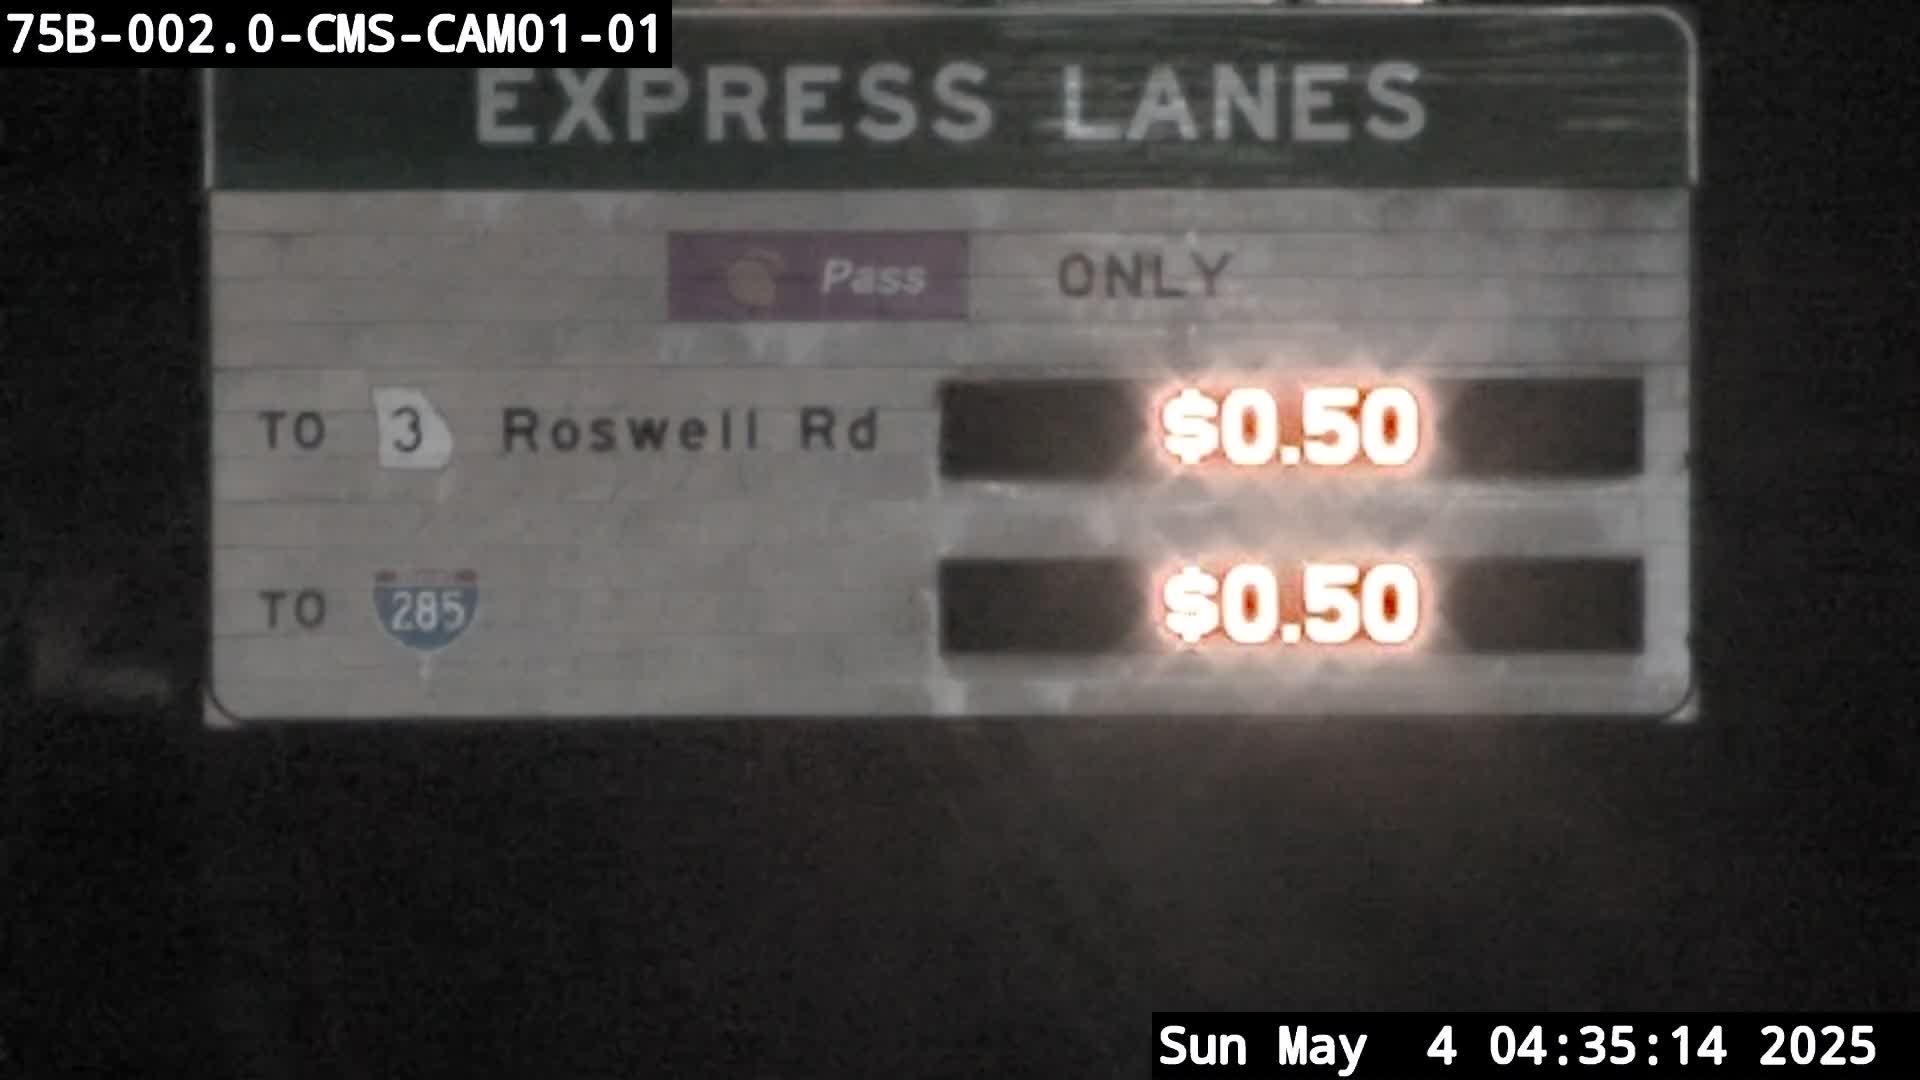 75B-002.0-CMS-CAM01-01
EXPRESS LANES
Pass ONLY
TO 3 Roswell Rd $0.50
TO 285 $0.50
Sun May 4 04:35:14 2025